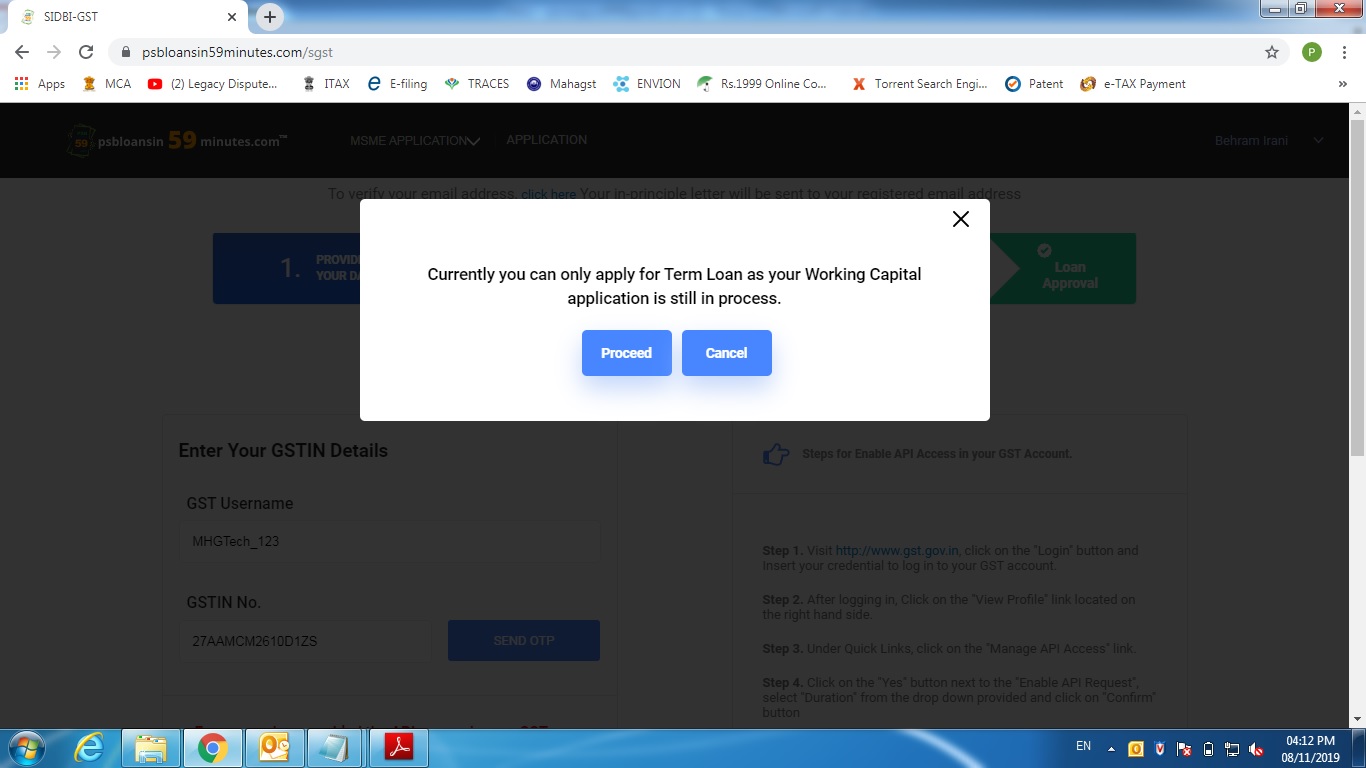 SIDBI-GST
psbloansin59minutes.com/sgst
P
Apps MCA (2) Legacy Dispute... ITAX E-filing TRACES Mahagst ENVION Rs.1999 Online Co... Torrent Search Engi... Patent e-TAX Payment »
psbloansin 59 minutes.com™ MSME APPLICATION APPLICATION Behram Irani
To verify your email address, click here Your in-principle letter will be sent to your registered email address
1. PROVID
YOUR DA
Loan
Approval
Currently you can only apply for Term Loan as your Working Capital
application is still in process.
Proceed Cancel
Enter Your GSTIN Details
GST Username
MHGTech_123
GSTIN No.
27AAMCM2610D1ZS SEND OTP
Steps for Enable API Access in your GST Account.
Step 1. Visit http://www.gst.gov.in, click on the "Login" button and
Insert your credential to log in to your GST account.
Step 2. After logging in, Click on the "View Profile" link located on
the right hand side.
Step 3. Under Quick Links, click on the "Manage API Access" link.
Step 4. Click on the "Yes" button next to the "Enable API Request",
select "Duration" from the drop down provided and click on "Confirm"
button
EN 04:12 PM
08/11/2019